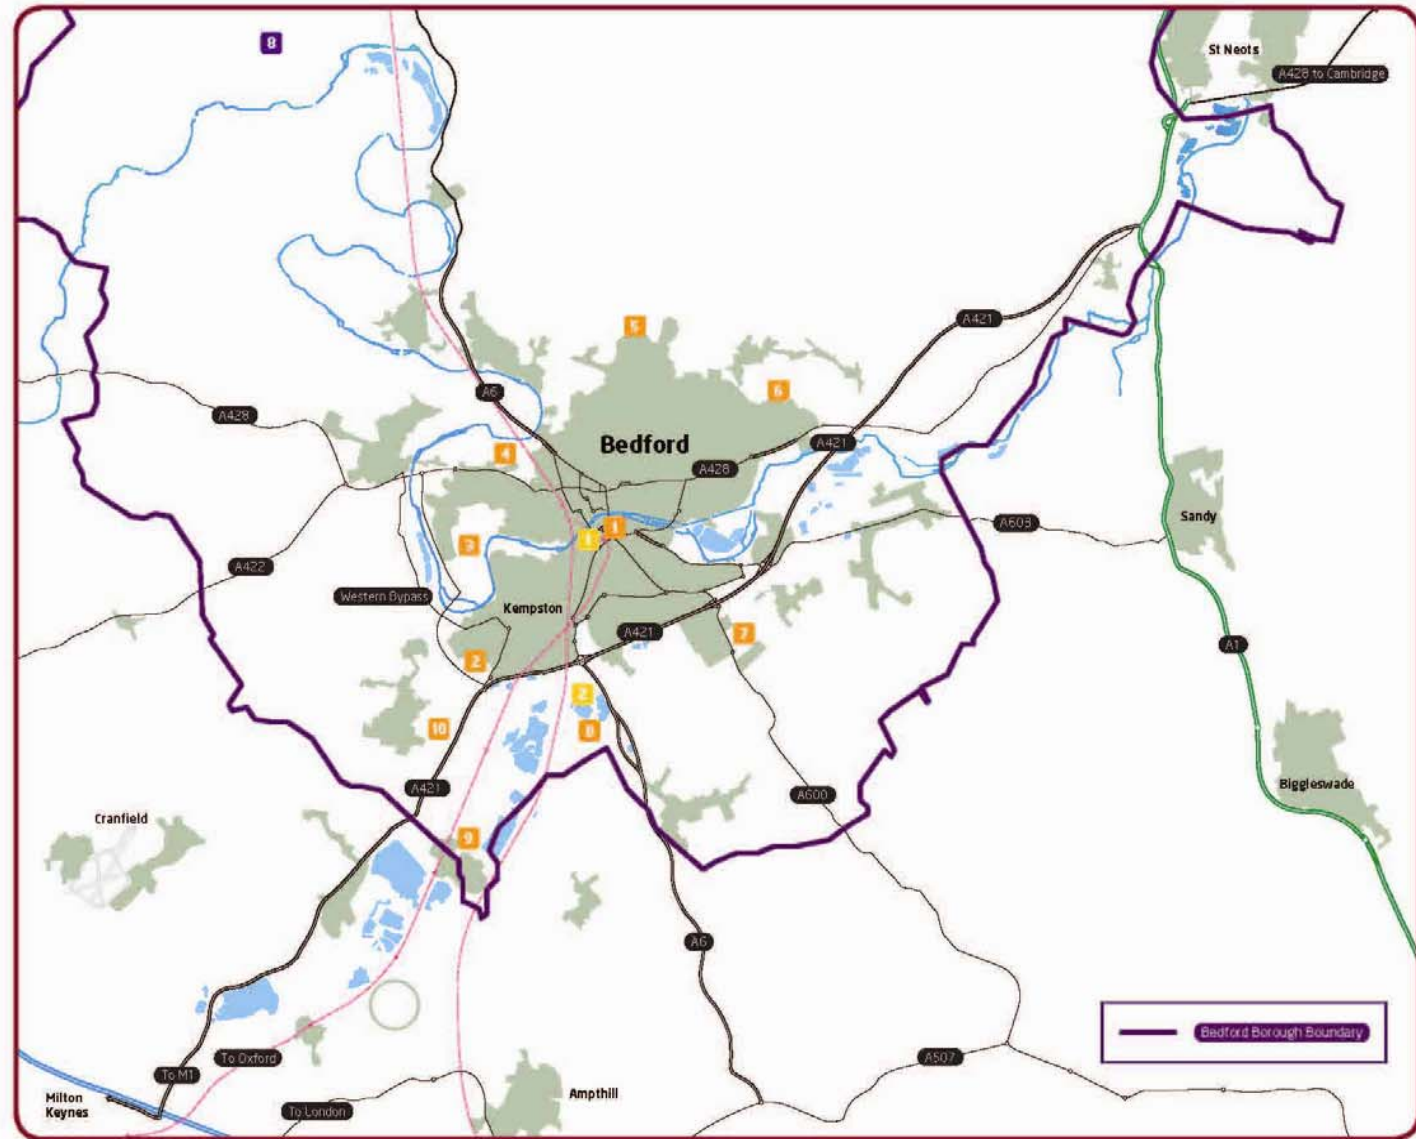 8
St Neots
A428 to Cambridge
A421
5
A6
6
A428
Bedford
A421
4
A428
Sandy
A603
1
1
3
A422
Western Bypass
Kempston
A421
7
A1
2
2
10
8
A421
A600
Biggleswade
Cranfield
9
A6
Bedford Borough Boundary
To Oxford
A507
To M1
Milton
Keynes
Ampthill
To London